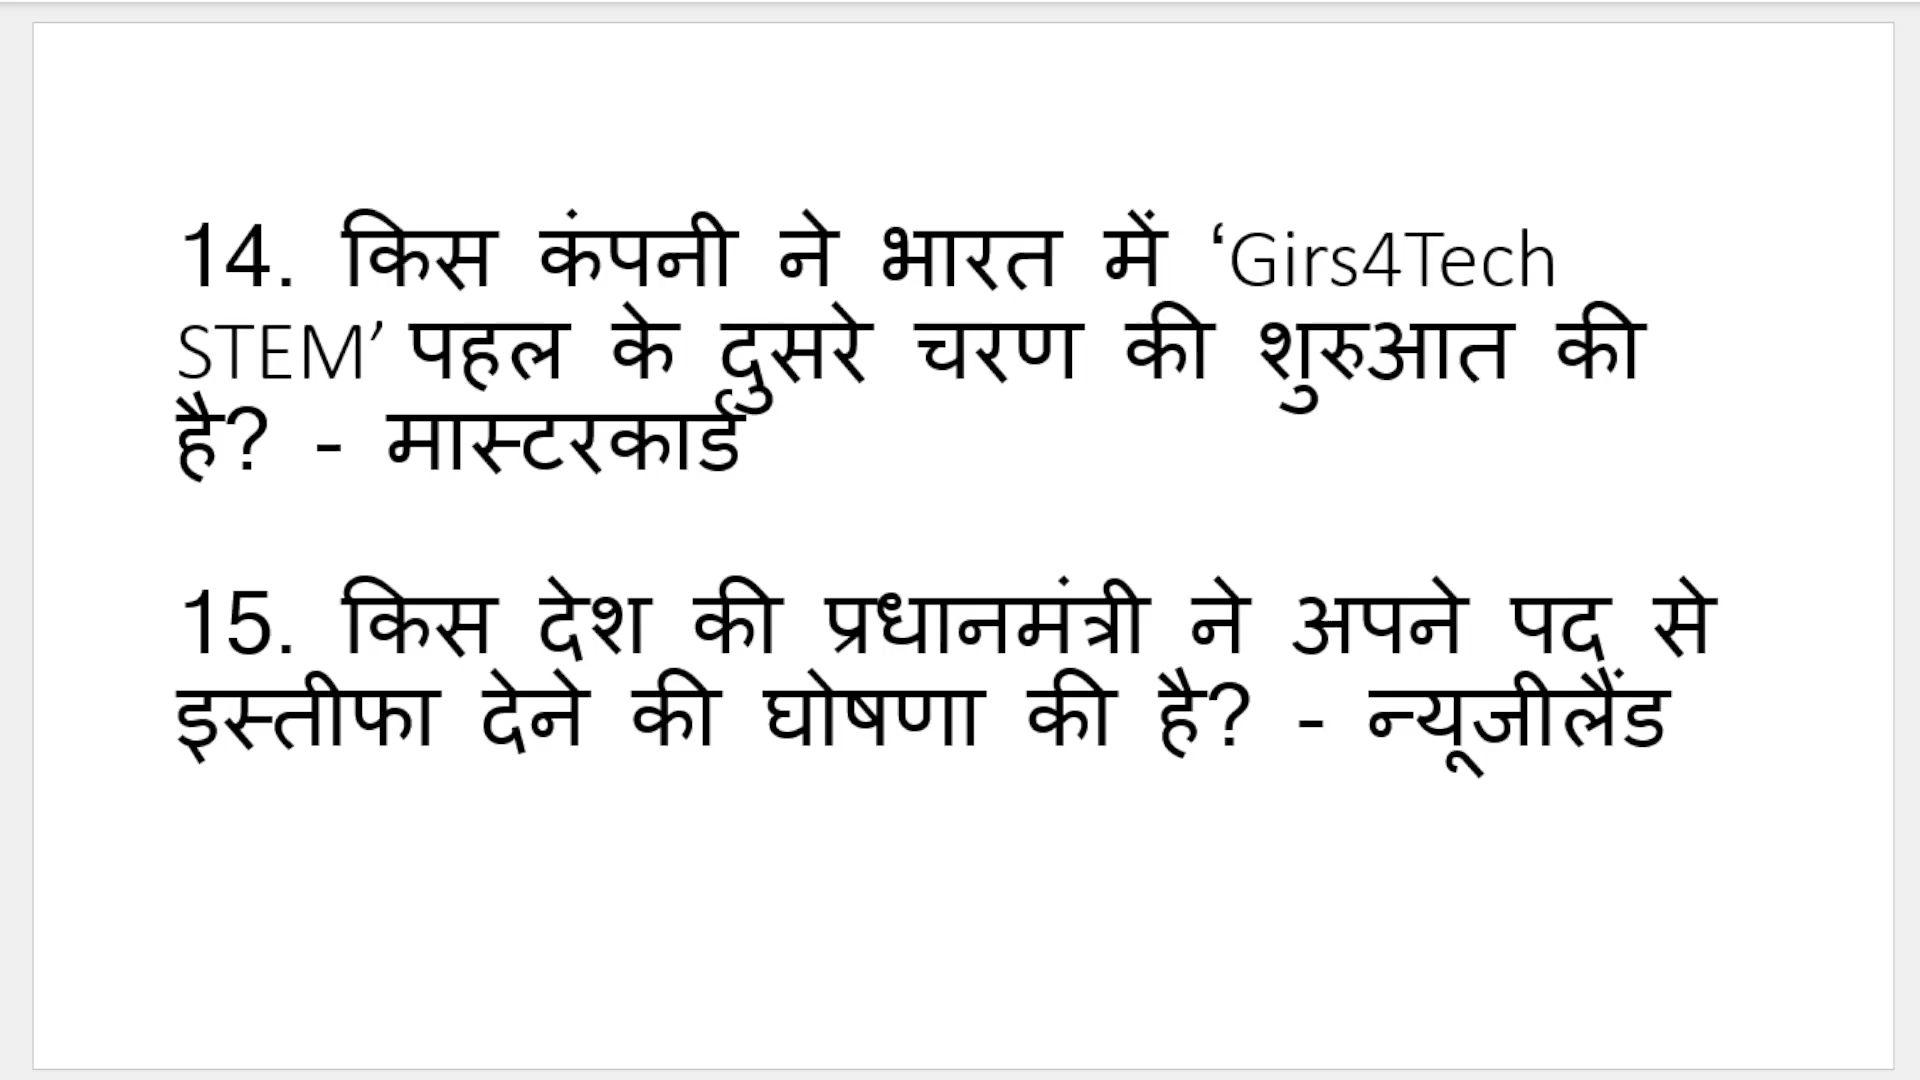 14. किस कंपनी ने भारत में ‘Girs4Tech
STEM’ पहल के दुसरे चरण की शुरुआत की
है? - मास्टरकार्ड
15. किस देश की प्रधानमंत्री ने अपने पद से
इस्तीफा देने की घोषणा की है? - न्यूजीलैंड